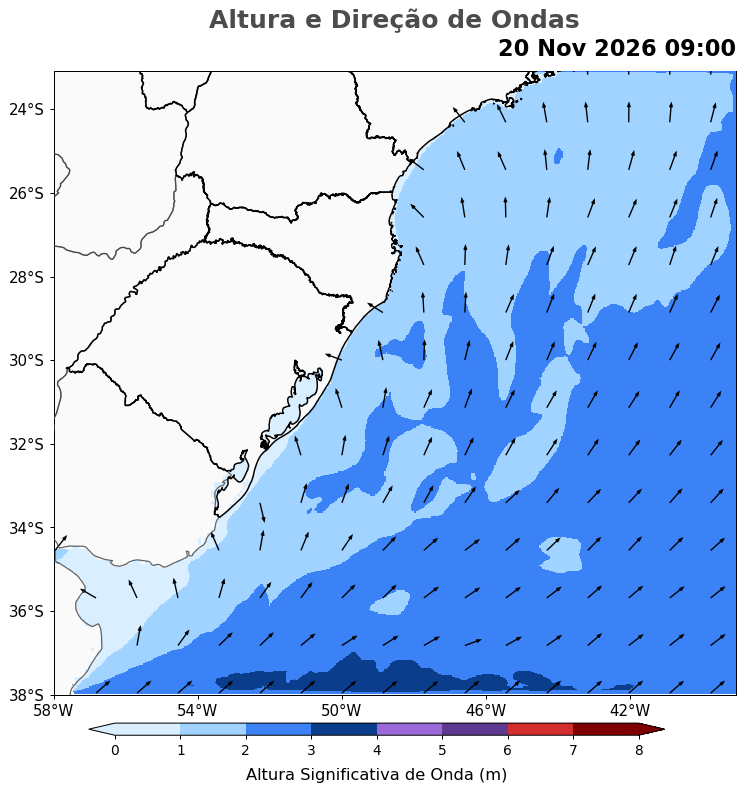 Altura e Direção de Ondas
20 Nov 2026 09:00
24°S
26°S
28°S
30°S
32°S
34°S
36°S
38°S
58°W 54°W 50°W 46°W 42°W
0 1 2 3 4 5 6 7 8
Altura Significativa de Onda (m)